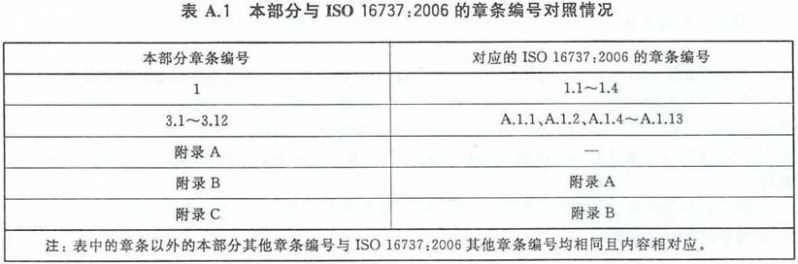 表 A.1 本部分与 ISO 16737:2006 的章条编号对照情况
本部分章条编号 对应的 ISO 16737:2006 的章条编号
1 1.1~1.4
3.1~3.12 A.1.1、A.1.2、A.1.4~A.1.13
附录 A —
附录 B 附录 A
附录 C 附录 B
注:表中的章条以外的本部分其他章条编号与 ISO 16737:2006 其他章条编号均相同且内容相对应。